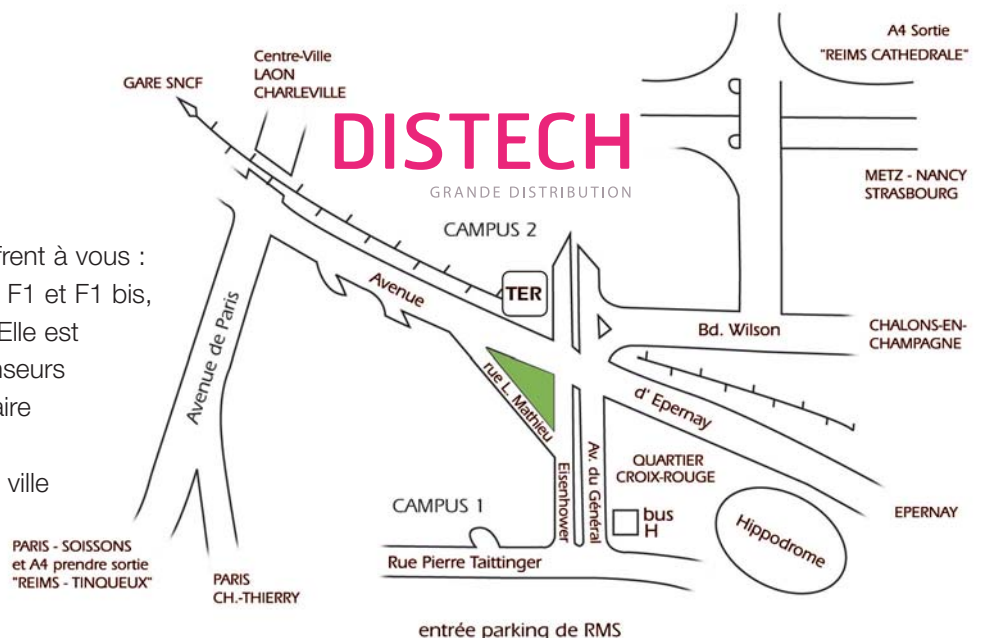 A4 Sortie
"REIMS CATHEDRALE"
Centre-Ville
LAON
CHARLEVILLE
GARE SNCF
DISTECH
GRANDE DISTRIBUTION
METZ - NANCY
STRASBOURG
CAMPUS 2
frent à vous :
F1 et F1 bis,
Elle est
nseurs
aire
ville
Avenue de Paris
Avenue
TER
Bd. Wilson
CHALONS-EN-
CHAMPAGNE
rue L. Mathieu
d' Epernay
Eisenhower
Av. du Général
QUARTIER
CROIX-ROUGE
CAMPUS 1
bus
H
Hippodrome
EPERNAY
PARIS - SOISSONS
et A4 prendre sortie
"REIMS - TINQUEUX"
PARIS
CH.-THIERRY
Rue Pierre Taittinger
entrée parking de RMS